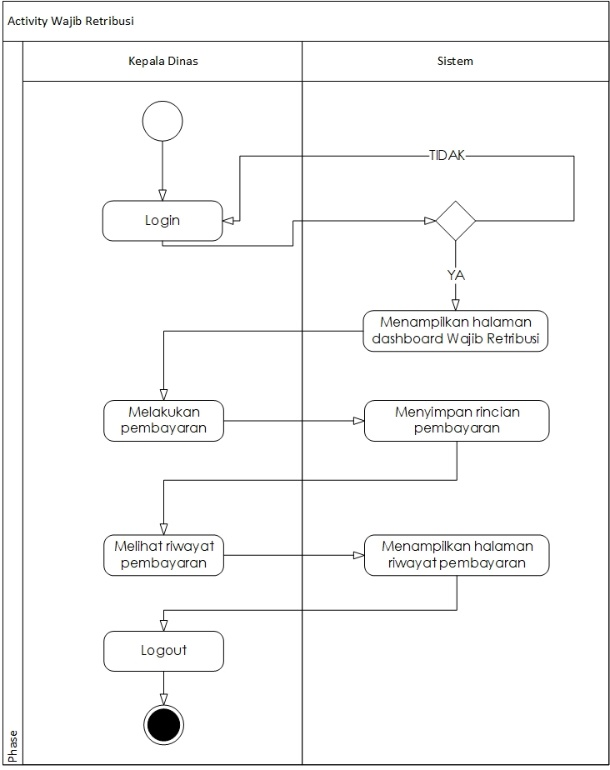 Activity Wajib Retribusi
Kepala Dinas
Sistem
TIDAK
Login
YA
Menampilkan halaman
dashboard Wajib Retribusi
Melakukan
pembayaran
Menyimpan rincian
pembayaran
Melihat riwayat
pembayaran
Menampilkan halaman
riwayat pembayaran
Logout
Phase